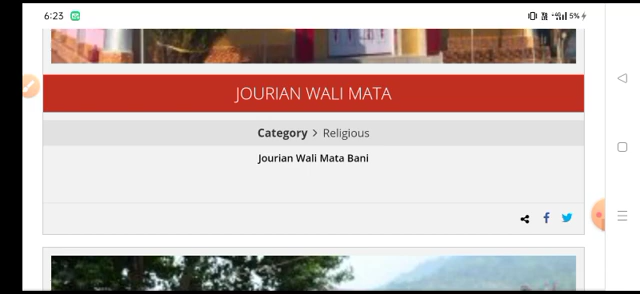 6:23
5%
JOURIAN WALI MATA
Category > Religious
Jourian Wali Mata Bani